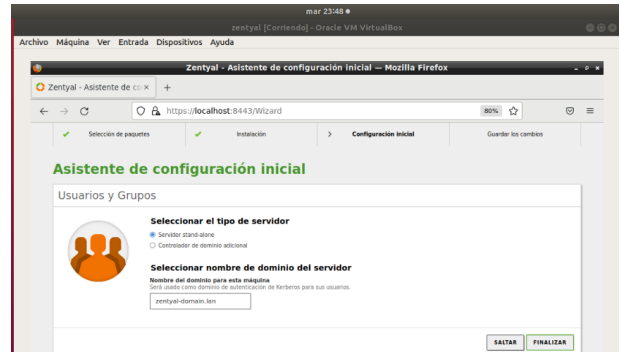 mar 23:48
zentyal [Corriendo] - Oracle VM VirtualBox
Archivo Máquina Ver Entrada Dispositivos Ayuda
Zentyal - Asistente de configuración inicial — Mozilla Firefox
Zentyal - Asistente de co
https://localhost:8443/Wizard 80%
Selección de paquetes Instalación Configuración inicial Guardar los cambios
Asistente de configuración inicial
Usuarios y Grupos
Seleccionar el tipo de servidor
Servidor stand-alone
Controlador de dominio adicional
Seleccionar nombre de dominio del servidor
Nombre del dominio para esta máquina
Será usado como dominio de autenticación de Kerberos para sus usuarios.
zentyal-domain.lan
SALTAR FINALIZAR